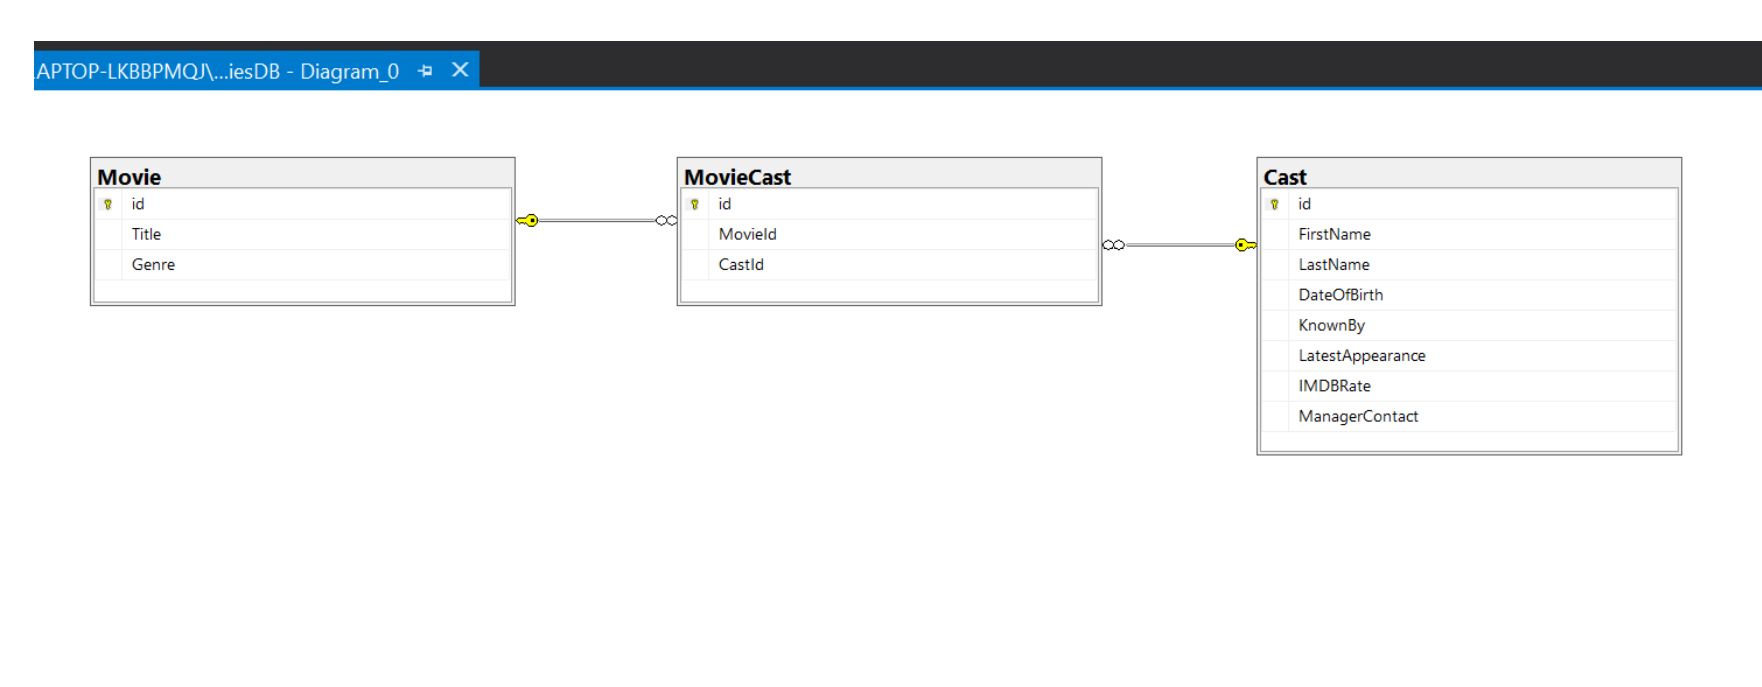 APTOP-LKBBPMQJ\...iesDB - Diagram_0
Movie
id
Title
Genre
MovieCast
id
MovieId
CastId
Cast
id
FirstName
LastName
DateOfBirth
KnownBy
LatestAppearance
IMDBRate
ManagerContact